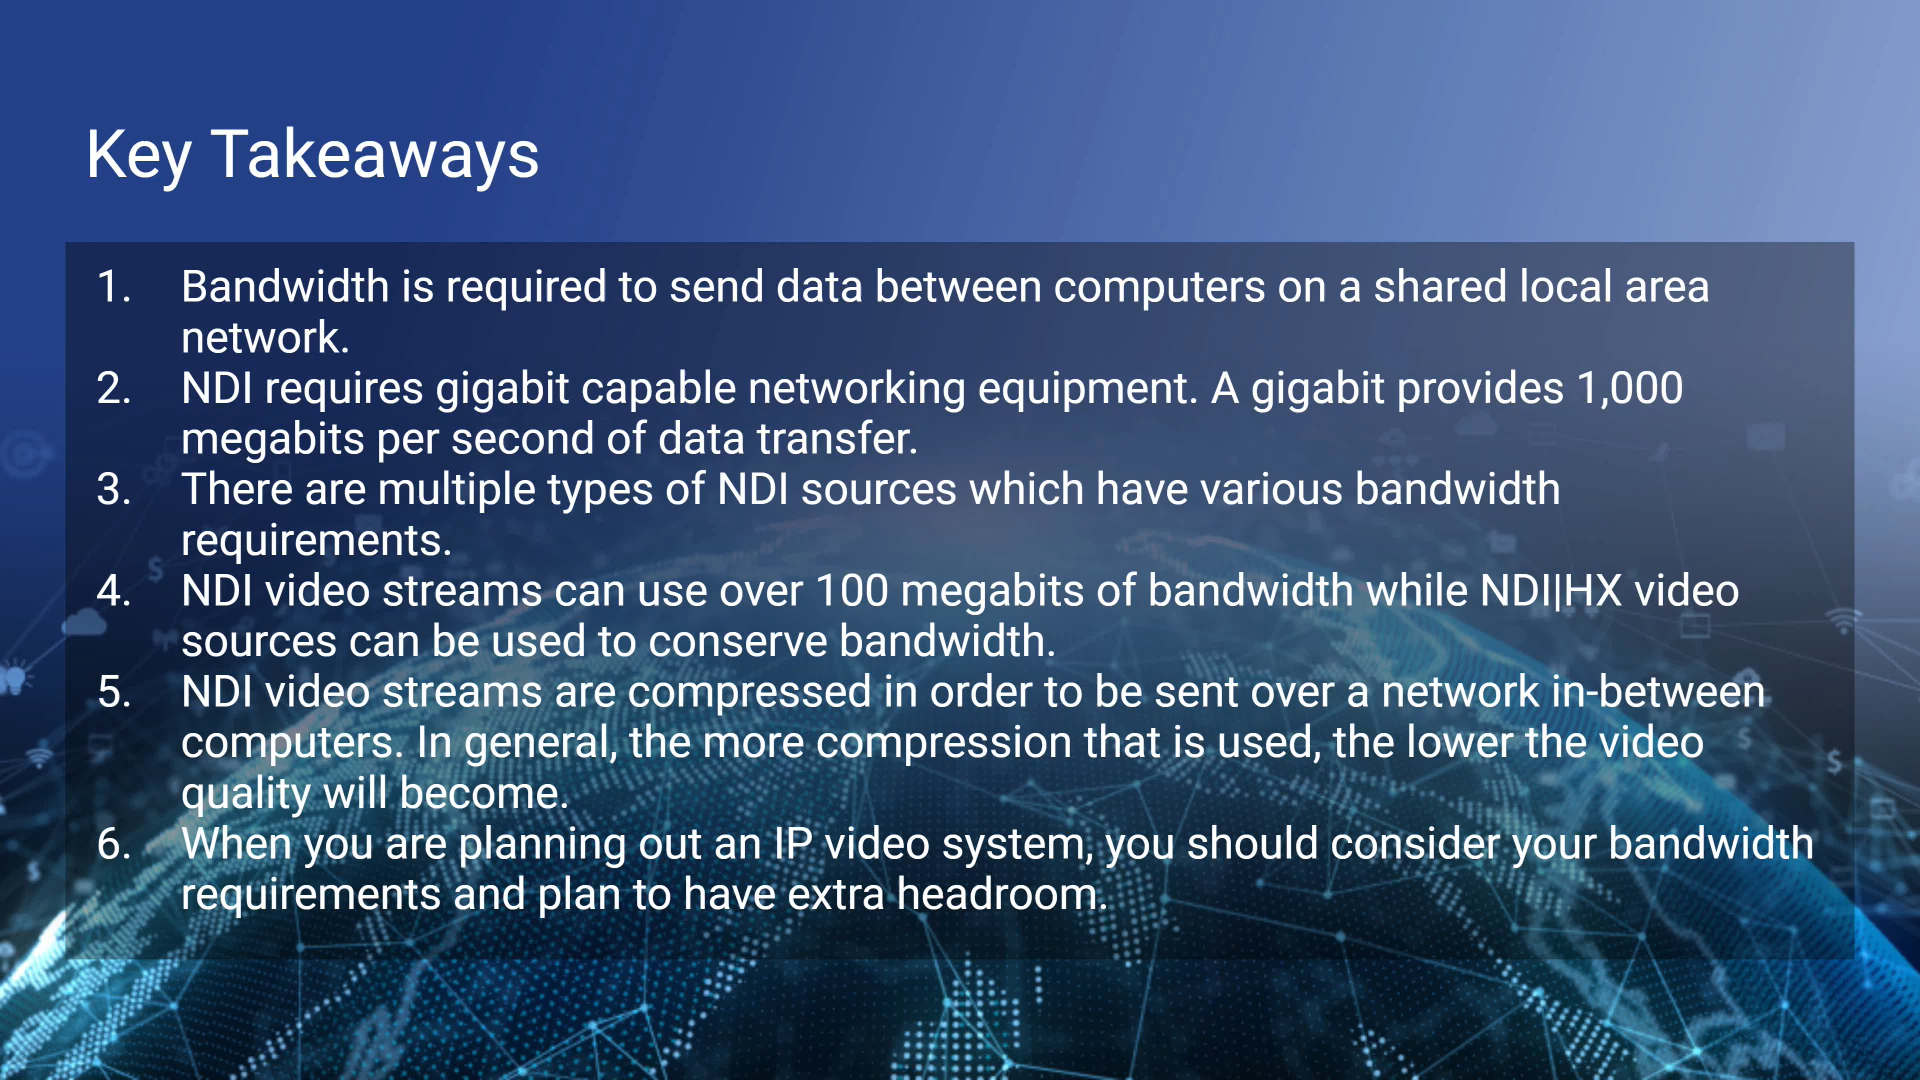 Key Takeaways
1. Bandwidth is required to send data between computers on a shared local area
network.
2. NDI requires gigabit capable networking equipment. A gigabit provides 1,000
megabits per second of data transfer.
3. There are multiple types of NDI sources which have various bandwidth
requirements.
4. NDI video streams can use over 100 megabits of bandwidth while NDI|HX video
sources can be used to conserve bandwidth.
5. NDI video streams are compressed in order to be sent over a network in-between
computers. In general, the more compression that is used, the lower the video
quality will become.
6. When you are planning out an IP video system, you should consider your bandwidth
requirements and plan to have extra headroom.